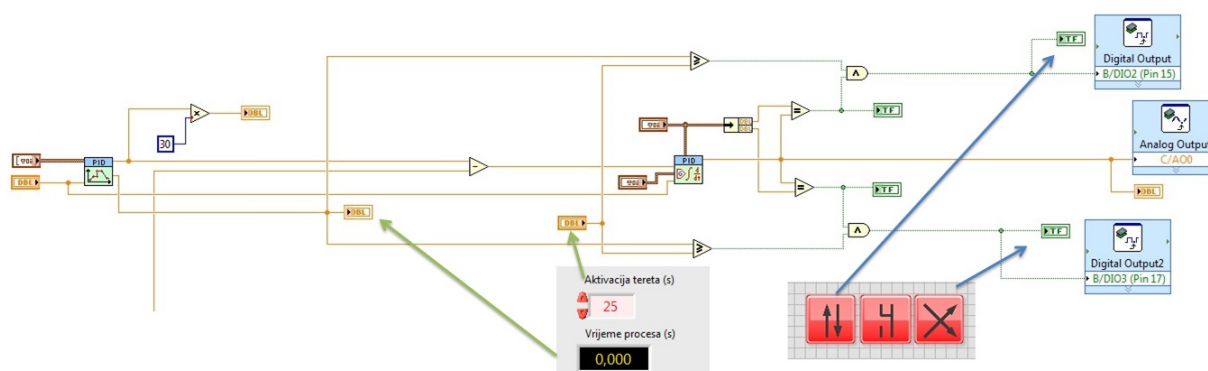 TF
Digital Output
B/DIO2 (Pin 15)
DBL
30
TF
Analog Output
C/AO0
PID
PID
DBL
TF
DBL
DBL
DBL
TF
Digital Output2
B/DIO3 (Pin 17)
Aktivacija tereta (s)
25
Vrijeme procesa (s)
0,000